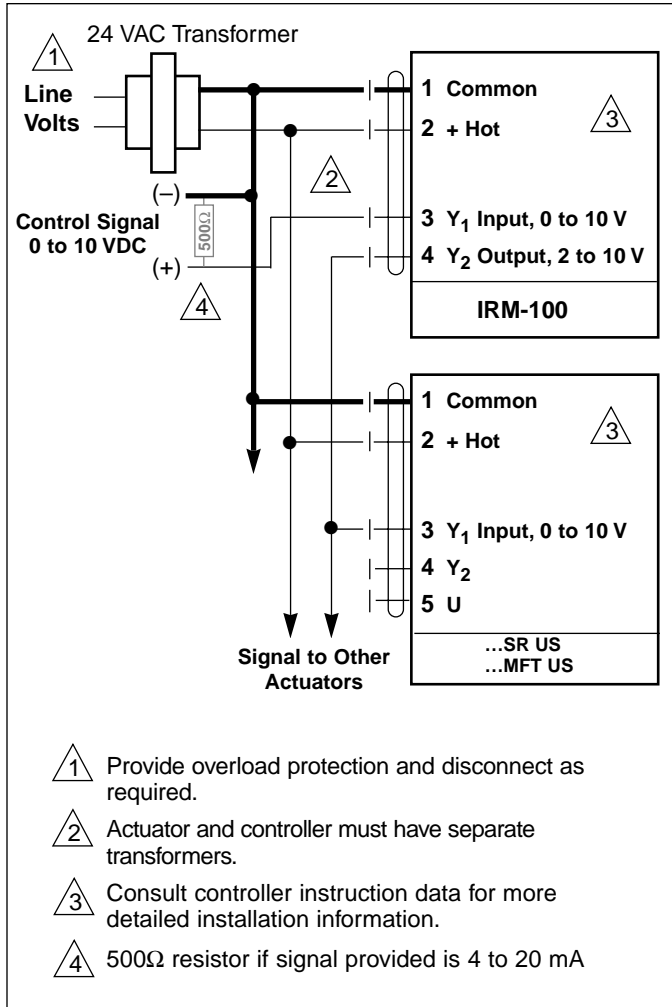 24 VAC Transformer
1
Line
Volts
1 Common
2 + Hot
3
2
(–)
Control Signal
0 to 10 VDC
500Ω
(+)
4
3 Y1 Input, 0 to 10 V
4 Y2 Output, 2 to 10 V
IRM-100
1 Common
2 + Hot
3
3 Y1 Input, 0 to 10 V
4 Y2
5 U
Signal to Other
Actuators
...SR US
...MFT US
1 Provide overload protection and disconnect as
required.
2 Actuator and controller must have separate
transformers.
3 Consult controller instruction data for more
detailed installation information.
4 500Ω resistor if signal provided is 4 to 20 mA